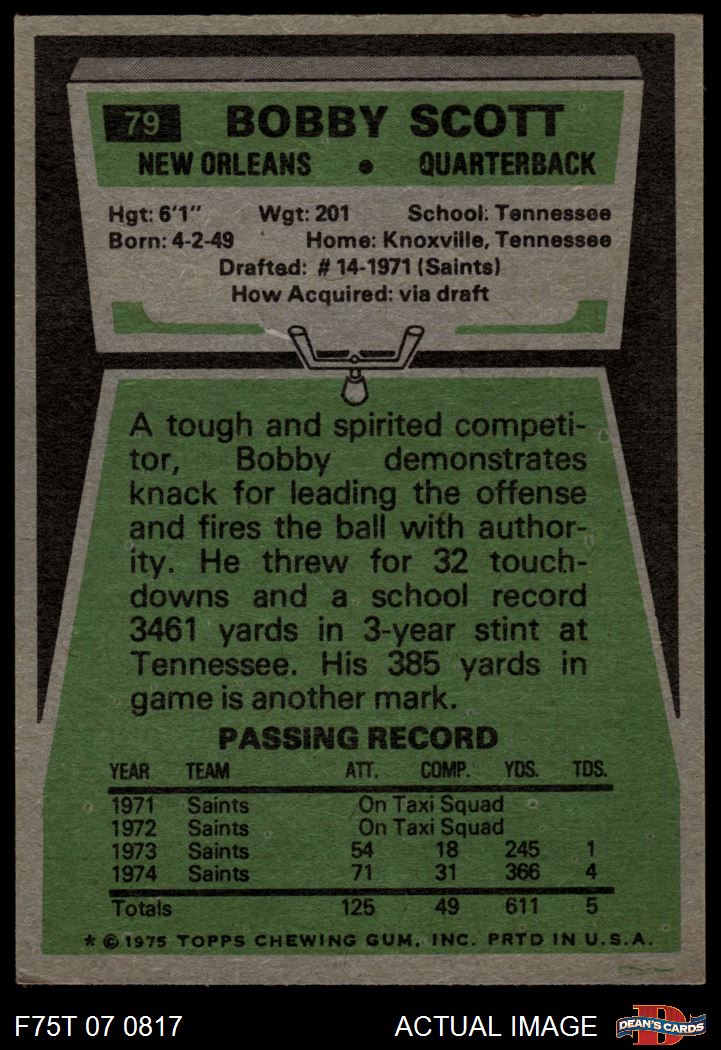 79 BOBBY SCOTT
NEW ORLEANS • QUARTERBACK
Hgt: 6'1" Wgt: 201 School: Tennessee
Born: 4-2-49 Home: Knoxville, Tennessee
Drafted: #14-1971 (Saints)
How Acquired: via draft
A tough and spirited competi-
tor, Bobby demonstrates
knack for leading the offense
and fires the ball with author-
ity. He threw for 32 touch-
downs and a school record
3461 yards in 3-year stint at
Tennessee. His 385 yards in
game is another mark.
PASSING RECORD
YEAR TEAM ATT. COMP. YDS. TDS.
1971 Saints On Taxi Squad
1972 Saints On Taxi Squad
1973 Saints 54 18 245 1
1974 Saints 71 31 366 4
Totals 125 49 611 5
* © 1975 TOPPS CHEWING GUM, INC. PRTD IN U.S.A.
F75T 07 0817 ACTUAL IMAGE DEAN'S CARDS